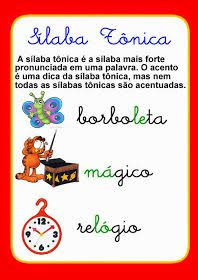 Sílaba Tônica
A sílaba tônica é a sílaba mais forte
pronunciada em uma palavra. O acento
é uma dica da sílaba tônica, mas nem
todas as sílabas tônicas são acentuadas.
borboleta
mágico
relógio